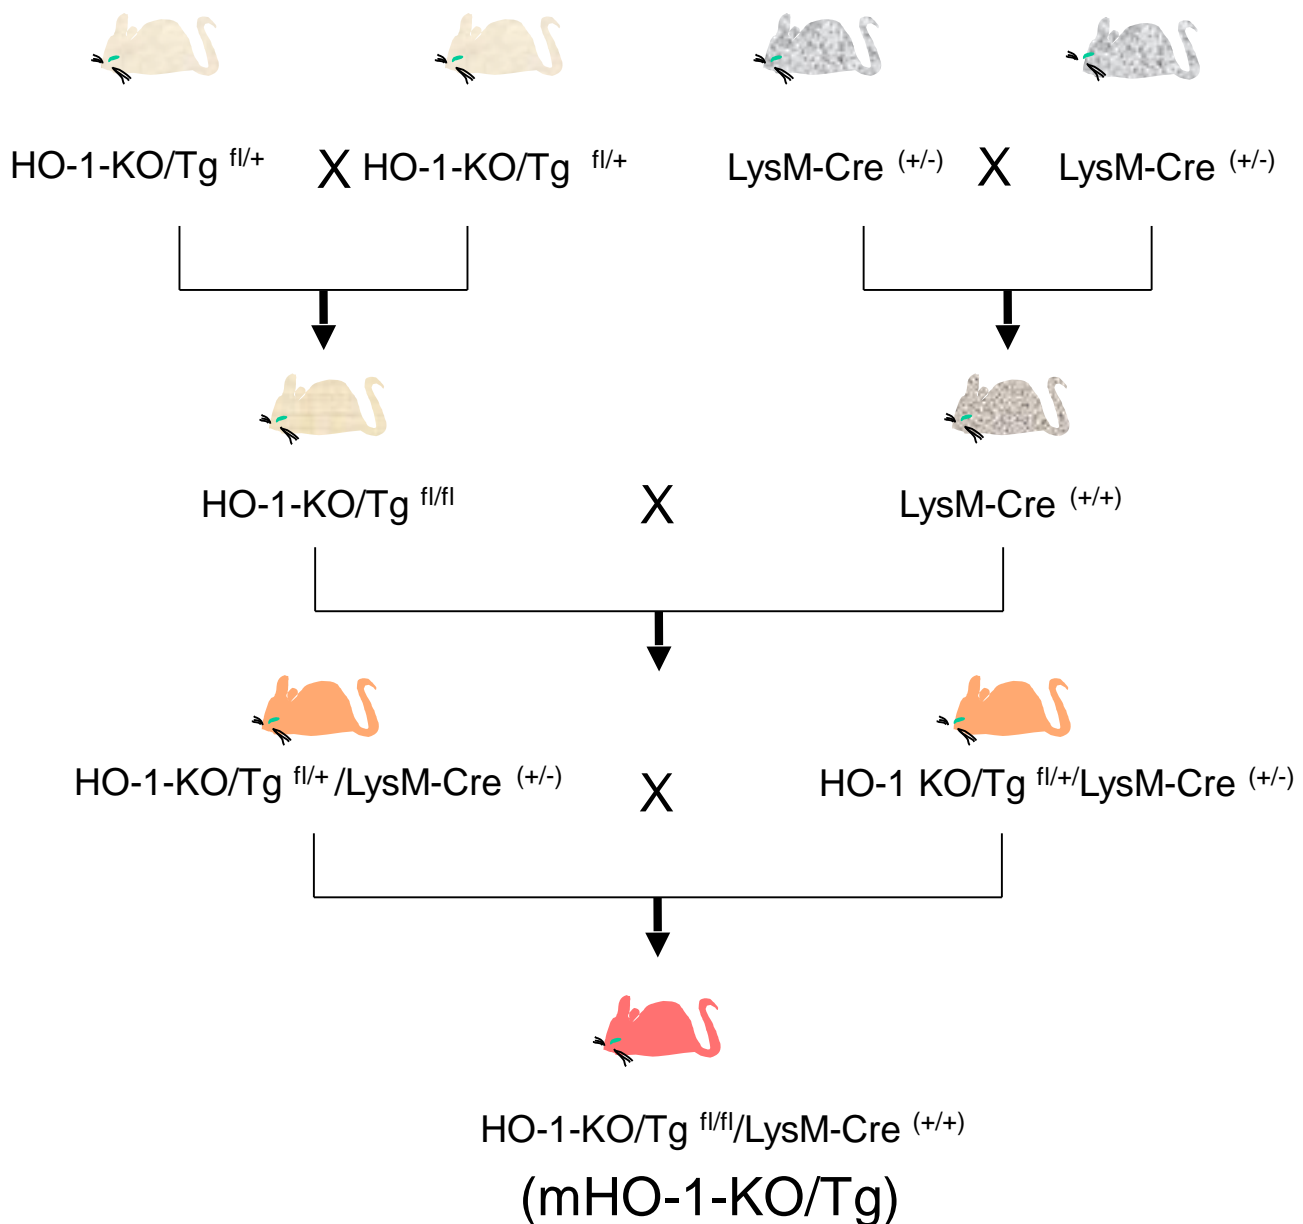 HO-1-KO/Tg fl/+ X HO-1-KO/Tg fl/+ LysM-Cre (+/-) X LysM-Cre (+/-)
HO-1-KO/Tg fl/fl X LysM-Cre (+/+)
HO-1-KO/Tg fl/+ /LysM-Cre (+/-) X HO-1 KO/Tg fl/+/LysM-Cre (+/-)
HO-1-KO/Tg fl/fl/LysM-Cre (+/+)
(mHO-1-KO/Tg)